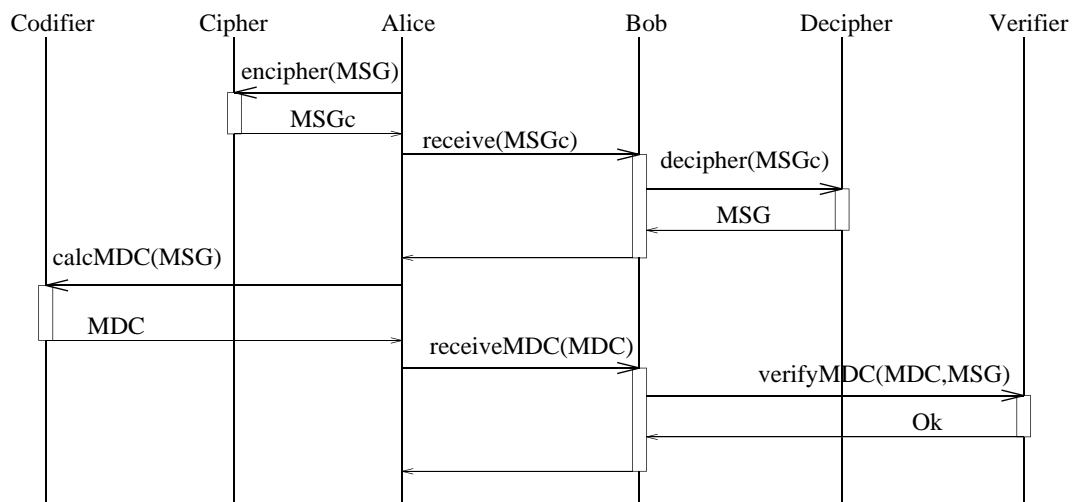 Codifier Cipher Alice Bob Decipher Verifier
encipher(MSG)
MSGc
receive(MSGc)
decipher(MSGc)
MSG
calcMDC(MSG)
MDC
receiveMDC(MDC)
verifyMDC(MDC,MSG)
Ok